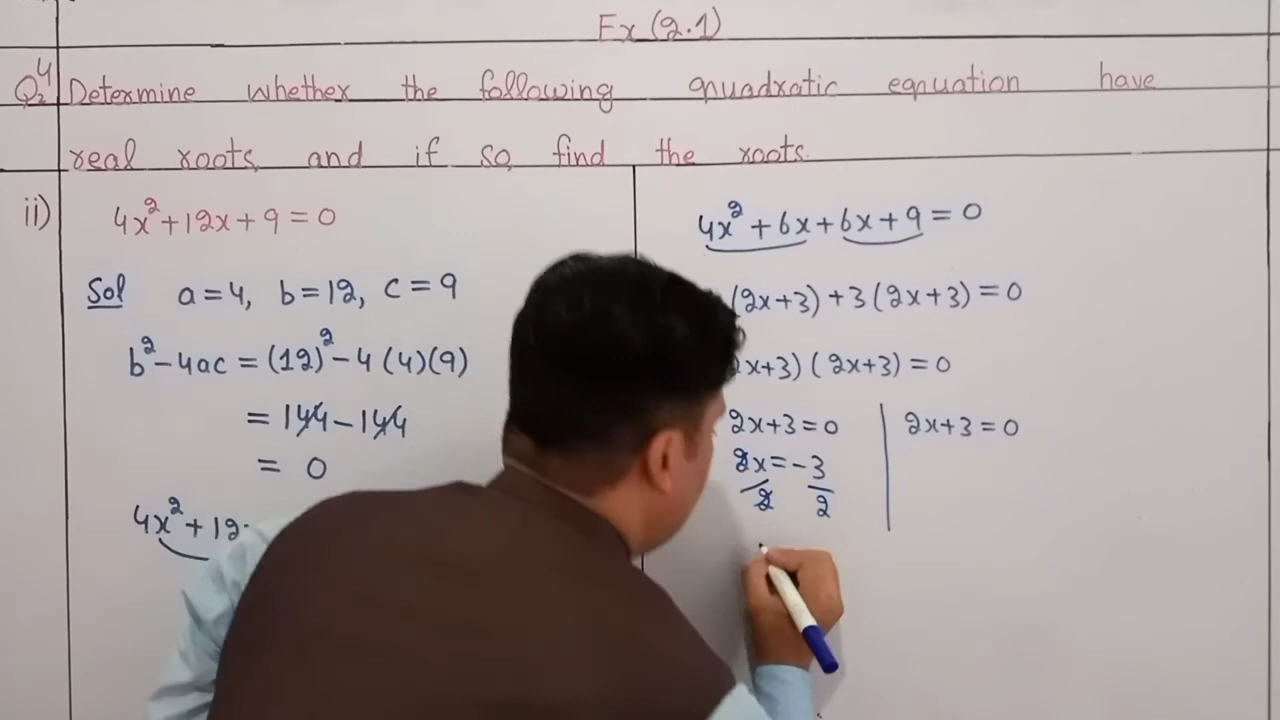 Ex (2.1)
Q2 4 Determine whether the following quadratic equation have
real roots, and if so, find the roots.
ii) 4x²+12x+9=0
Sol a=4, b=12, c=9
b²-4ac = (12)²-4(4)(9)
= 144-144
= 0
4x²+12
4x²+6x+6x+9=0
(2x+3)+3(2x+3)=0
2x+3)(2x+3)=0
2x+3=0
2x=-3
2 2
2x+3=0